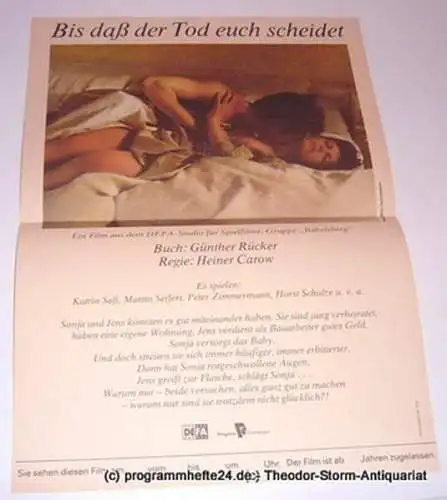 Bis daß der Tod euch scheidet
Ein Film aus dem DEFA-Studio für Spielfilme, Gruppe „Babelsberg“
Buch: Günther Rücker
Regie: Heiner Carow
Es spielen:
Katrin Saß, Martin Seifert, Peter Zimmermann, Horst Schulze u. v. a.
Sonja und Jens könnten es gut miteinander haben. Sie sind jung verheiratet,
haben eine eigene Wohnung, Jens verdient als Bauarbeiter gutes Geld,
Sonja versorgt das Baby.
Und doch streiten sie sich immer häufiger, immer erbitterter.
Dann hat Sonja rotgeschwollene Augen,
Jens greift zur Flasche, schlägt Sonja . . .
Warum nur – beide versuchen, alles ganz gut zu machen
– warum nur sind sie trotzdem nicht glücklich?!
DEFA
Progress
Sie sehen diesen Film am vom bis um Uhr. Der Film ist ab Jahren zugelassen.
(c) programmhefte24.de; Theodor-Storm-Antiquariat